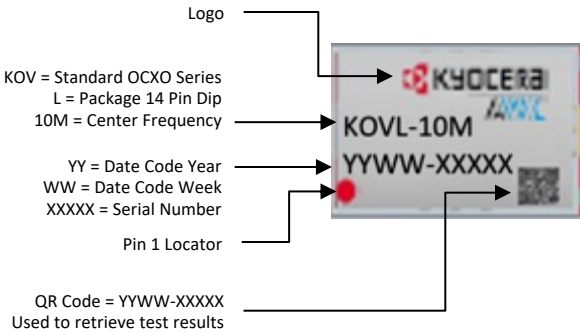 Logo
KOV = Standard OCXO Series
L = Package 14 Pin Dip
10M = Center Frequency
YY = Date Code Year
WW = Date Code Week
XXXXX = Serial Number
Pin 1 Locator
QR Code = YYWW-XXXXX
Used to retrieve test results
KYOCERA
AVX
KOVL-10M
YYWW-XXXXX